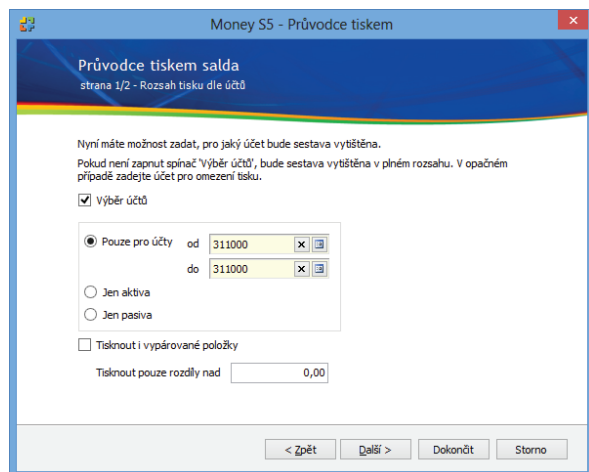 Money S5 - Průvodce tiskem
Průvodce tiskem salda
strana 1/2 - Rozsah tisku dle účtů
Nyní máte možnost zadat, pro jaký účet bude sestava vytištěna.
Pokud není zapnut spínač 'Výběr účtů', bude sestava vytištěna v plném rozsahu. V opačném
případě zadejte účet pro omezení tisku.
Výběr účtů
Pouze pro účty od 311000
do 311000
Jen aktiva
Jen pasiva
Tisknout i vypárované položky
Tisknout pouze rozdíly nad 0,00
< Zpět Další > Dokončit Storno